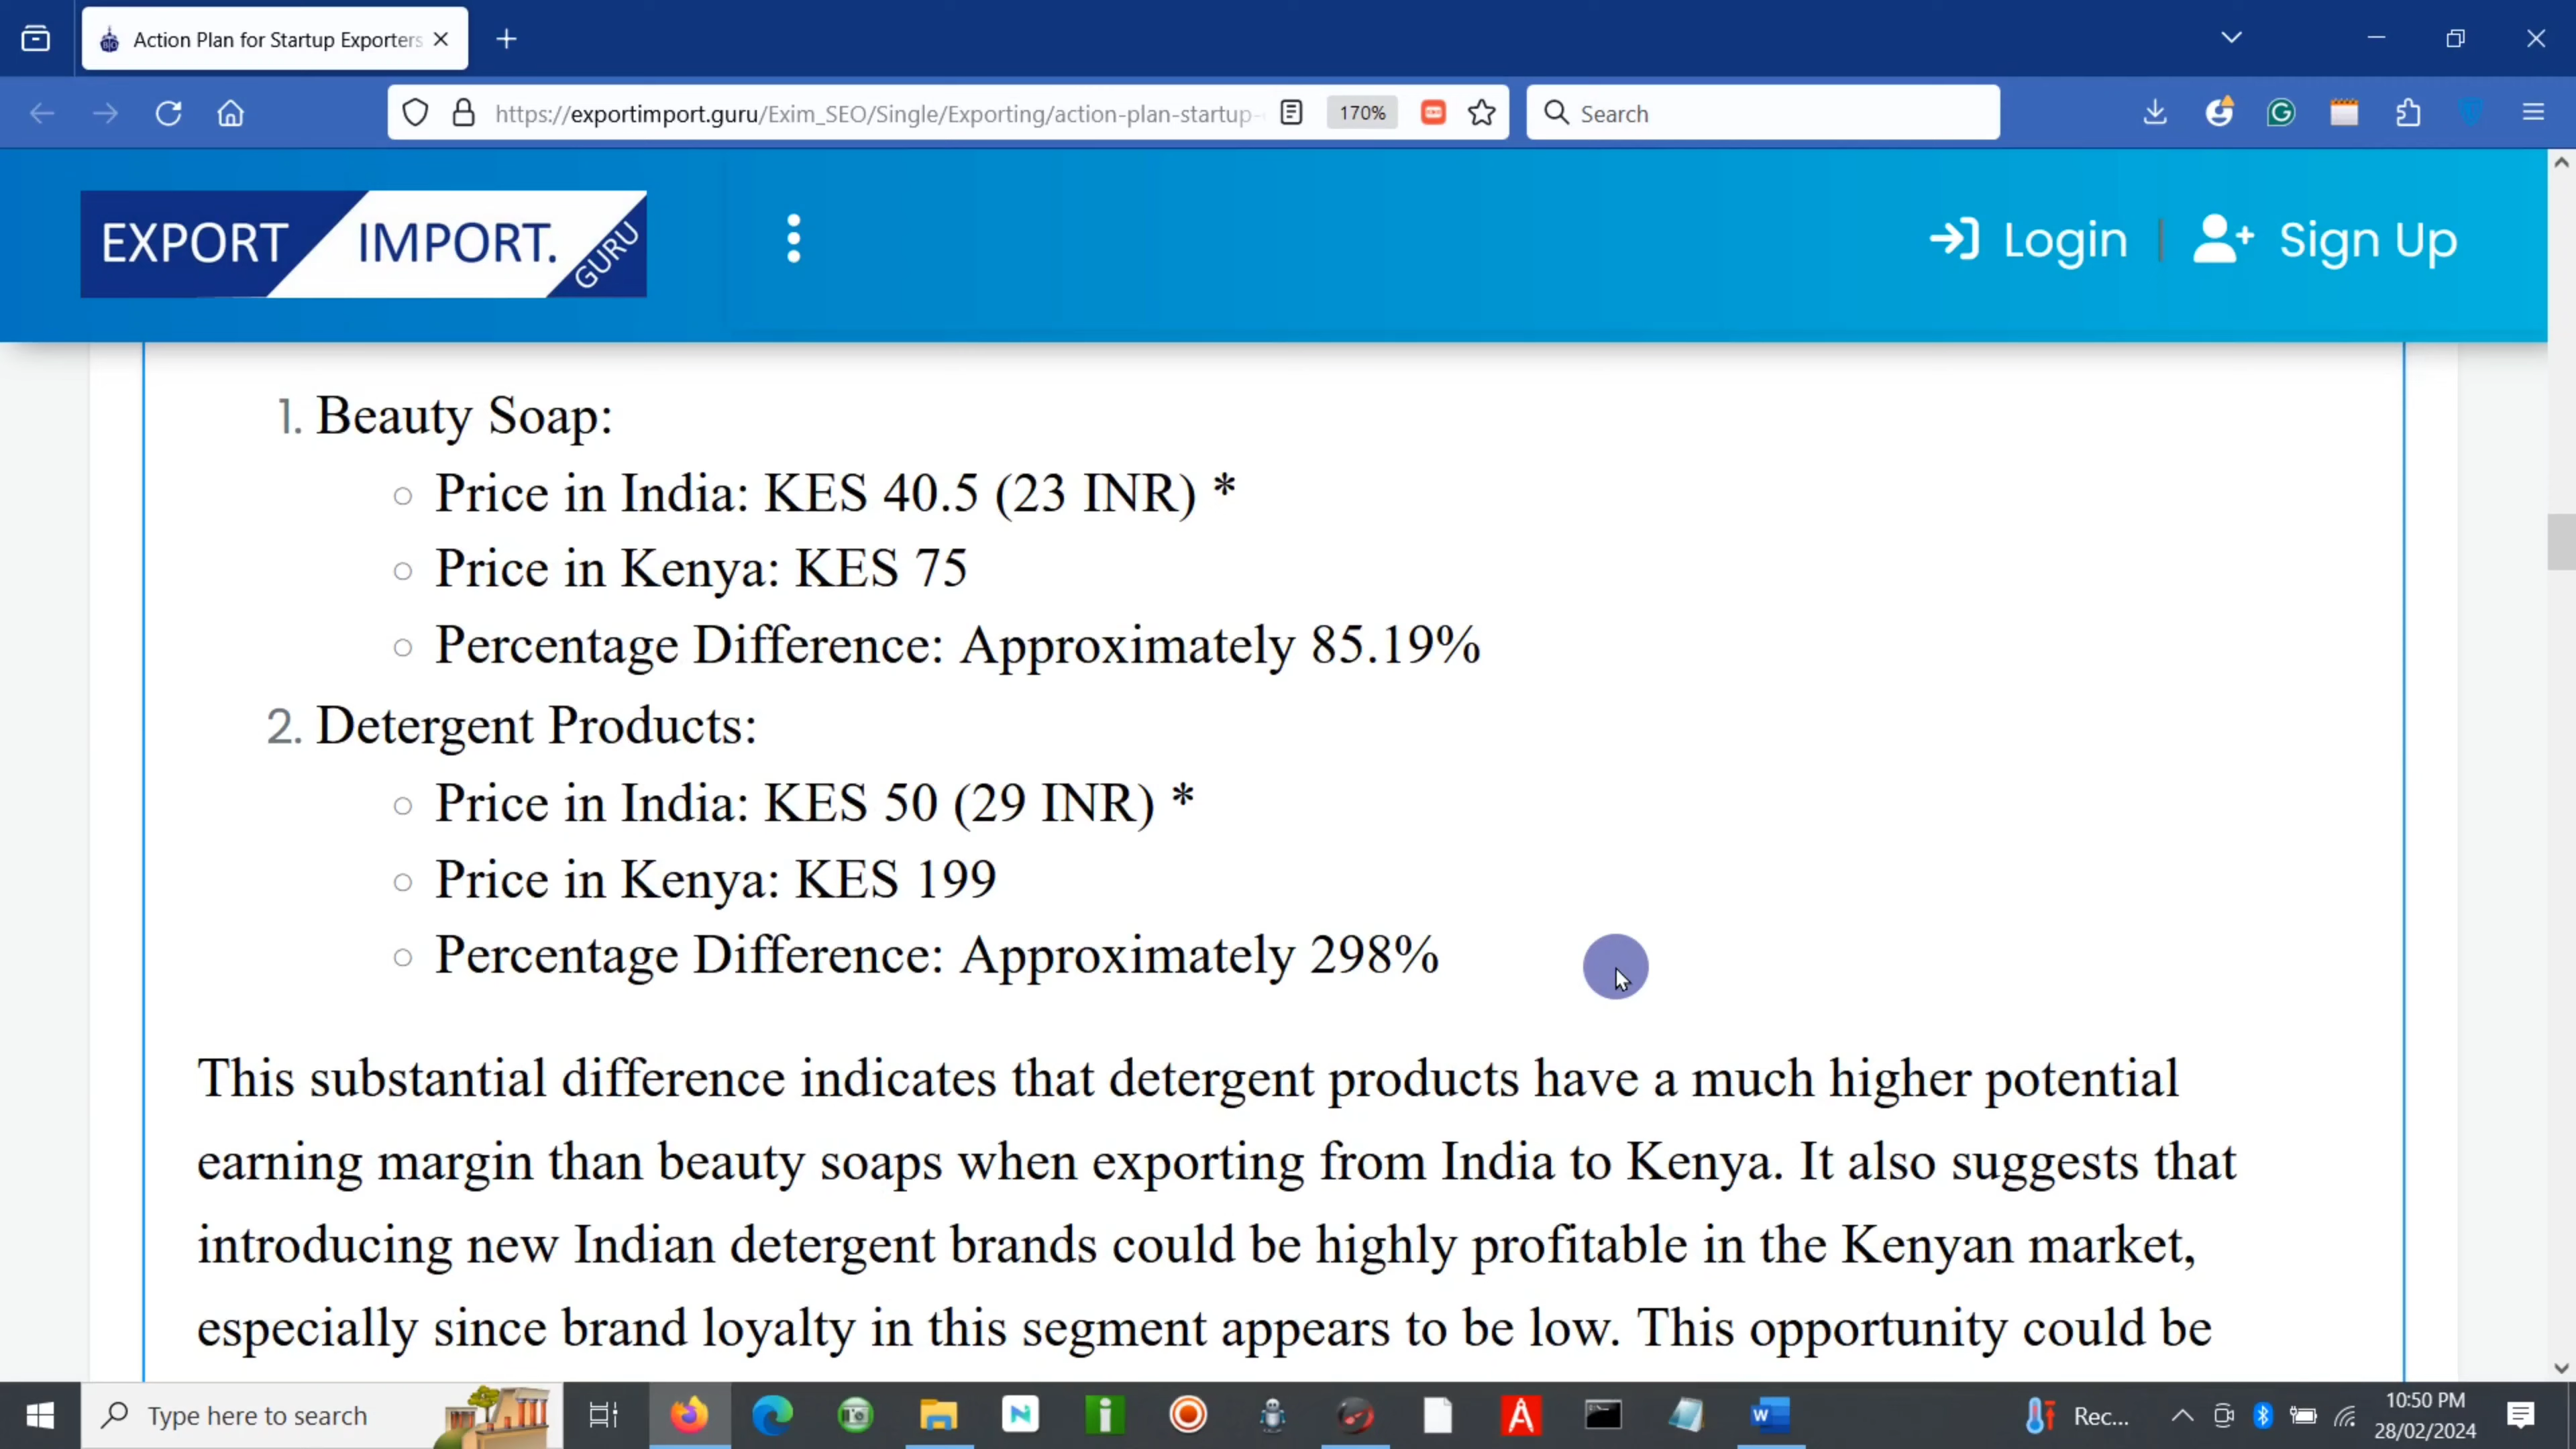 Action Plan for Startup Exporters
https://exportimport.guru/Exim_SEO/Single/Exporting/action-plan-startup-
170%
Search
EXPORT IMPORT. GURU
Login | Sign Up
1. Beauty Soap:
Price in India: KES 40.5 (23 INR) *
Price in Kenya: KES 75
Percentage Difference: Approximately 85.19%
2. Detergent Products:
Price in India: KES 50 (29 INR) *
Price in Kenya: KES 199
Percentage Difference: Approximately 298%
This substantial difference indicates that detergent products have a much higher potential
earning margin than beauty soaps when exporting from India to Kenya. It also suggests that
introducing new Indian detergent brands could be highly profitable in the Kenyan market,
especially since brand loyalty in this segment appears to be low. This opportunity could be
Type here to search
Rec...
10:50 PM
28/02/2024